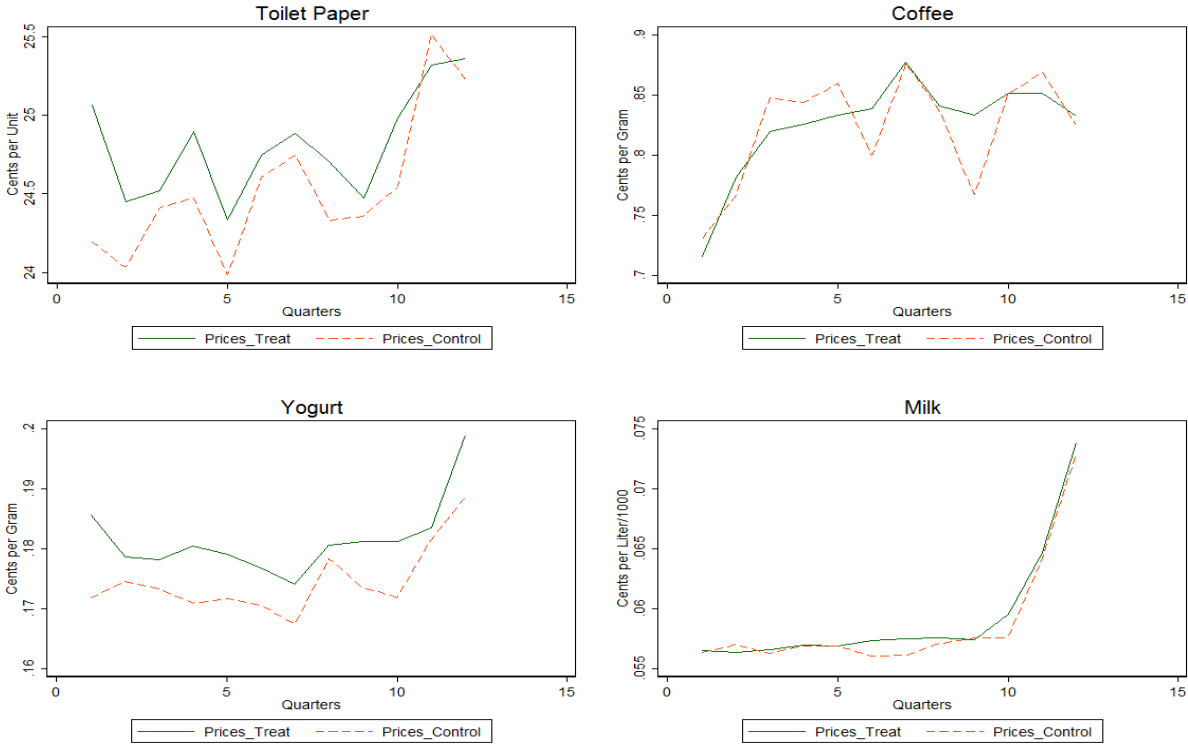 Toilet Paper
Cents per Unit
25.5
25
24.5
24
0 5 10 15
Quarters
Prices_Treat Prices_Control
Coffee
Cents per Gram
.9
.85
.8
.75
.7
0 5 10 15
Quarters
Prices_Treat Prices_Control
Yogurt
Cents per Gram
.2
.19
.18
.17
.16
0 5 10 15
Quarters
Prices_Treat Prices_Control
Milk
Cents per Liter/1000
.075
.07
.065
.06
.055
0 5 10 15
Quarters
Prices_Treat Prices_Control